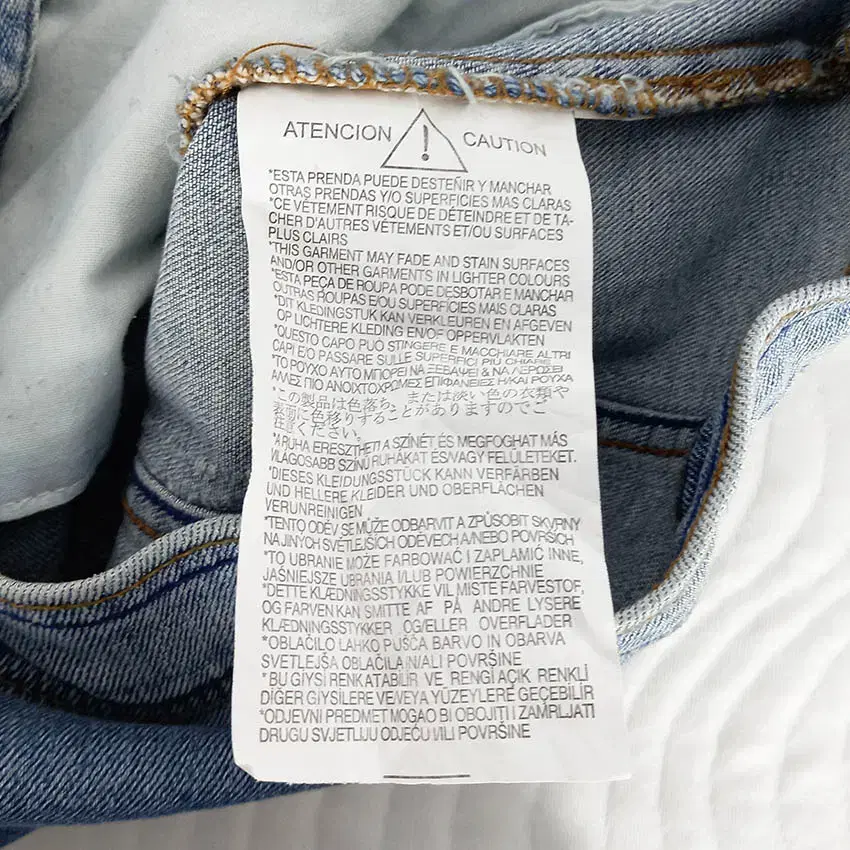 ATENCION ! CAUTION
*ESTA PRENDA PUEDE DESTEÑIR Y MANCHAR
OTRAS PRENDAS Y/O SUPERFICIES MAS CLARAS
*CE VÉTEMENT RISQUE DE DÉTEINDRE ET DE TA-
CHER D'AUTRES VÉTEMENTS ET/OU SURFACES
PLUS CLAIRS
*THIS GARMENT MAY FADE AND STAIN SURFACES
AND/OR OTHER GARMENTS IN LIGHTER COLOURS
*ESTA PEÇA DE ROUPA PODE DESBOTAR E MANCHAR
OUTRAS ROUPAS E/OU SUPERFÍCIES MAIS CLARAS
*DIT KLEDINGSTUK KAN VERKLEUREN EN AFGEVEN
OP LICHTERE KLEDING EN/OF OPPERVLAKTEN
*QUESTO CAPO PUÓ STINGERE E MACCHIARE ALTRI
CAPI E/O PASSARE SULLE SUPERFICI PIU CHIARE
*ΤΟ ΡΟΥΧΟ ΑΥΤΟ ΜΠΟΡΕΙ ΝΑ ΞΕΒΑΨΕΙ & ΝΑ ΛΕΡΩΣΕΙ
ΑΛΛΕΣ ΠΙΟ ΑΝΟΙΧΤΟΧΡΩΜΕΣ ΕΠΙΦΑΝΕΙΕΣ Η/ΚΑΙ ΡΟΥΧΑ
*この製品は色落ち、または淡い色の衣類や
表面に色移りすることがありますのでご
注意ください。
*A RUHA ERESZTHETI A SZÍNÉT ÉS MEGFOGHAT MÁS
VILÁGOSABB SZÍNŰ RUHÁKAT ÉS/VAGY FELÜLETEKET.
*DIESES KLEIDUNGSSTÜCK KANN VERFÄRBEN
UND HELLERE KLEIDER UND OBERFLÄCHEN
VERUNREINIGEN
*TENTO ODĚV SE MŮŽE ODBARVIT A ZPŮSOBIT SKVRNY
NA JINÝCH SVĚTLEJŠÍCH ODĚVECH A/NEBO POVRŠÍCH
*TO UBRANIE MOŻE FARBOWAĆ I ZAPLAMIĆ INNE,
JAŚNIEJSZE UBRANIA I/LUB POWIERZCHNIE
*DETTE KLÆDNINGSSTYKKE VIL MISTE FARVESTOF,
OG FARVEN KAN SMITTE AF PÅ ANDRE LYSERE
KLÆDNINGSSTYKKER OG/ELLER OVERFLADER
*OBLAČILO LAHKO PUŠČA BARVO IN OBARVA
SVETLEJŠA OBLAČILA IN/ALI POVRŠINE
*BU GİYSİ RENK ATABİLİR VE RENGİ AÇIK RENKLİ
DİĞER GİYSİLERE VE/VEYA YÜZEYLERE GEÇEBİLİR
*ODJEVNI PREDMET MOGAO BI OBOJITI I ZAMRLJATI
DRUGU SVJETLIJU ODJEĆU I/ILI POVRŠINE